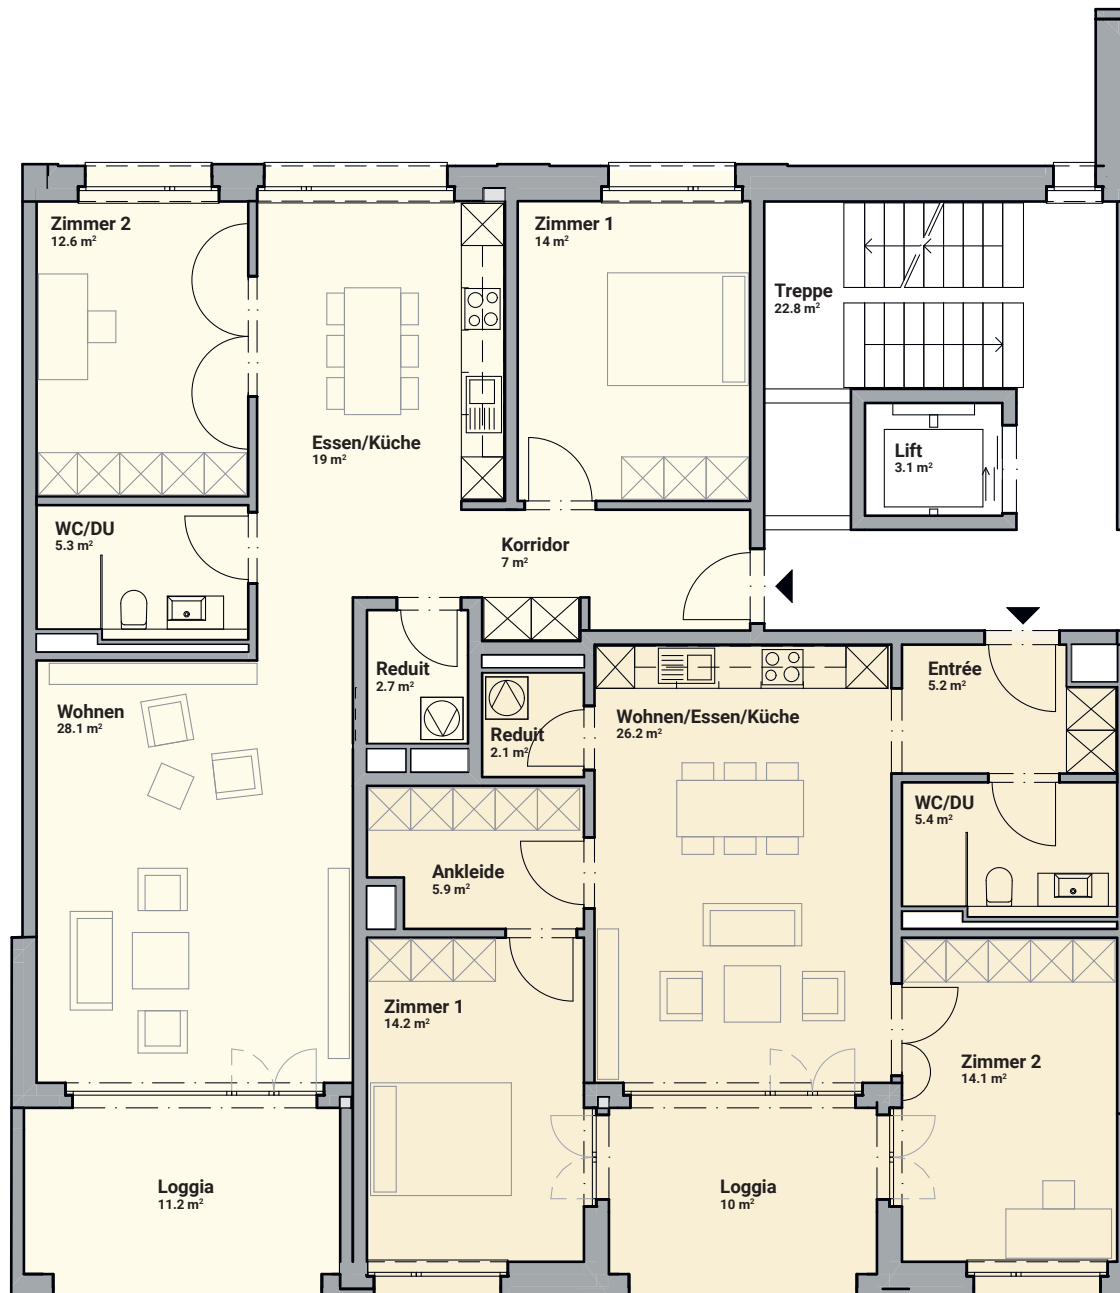 Zimmer 2
12.6 m²
Zimmer 1
14 m²
Treppe
22.8 m²
Essen/Küche
19 m²
Lift
3.1 m²
WC/DU
5.3 m²
Korridor
7 m²
Reduit
2.7 m²
Entrée
5.2 m²
Wohnen
28.1 m²
Reduit
2.1 m²
Wohnen/Essen/Küche
26.2 m²
WC/DU
5.4 m²
Ankleide
5.9 m²
Zimmer 1
14.2 m²
Zimmer 2
14.1 m²
Loggia
11.2 m²
Loggia
10 m²